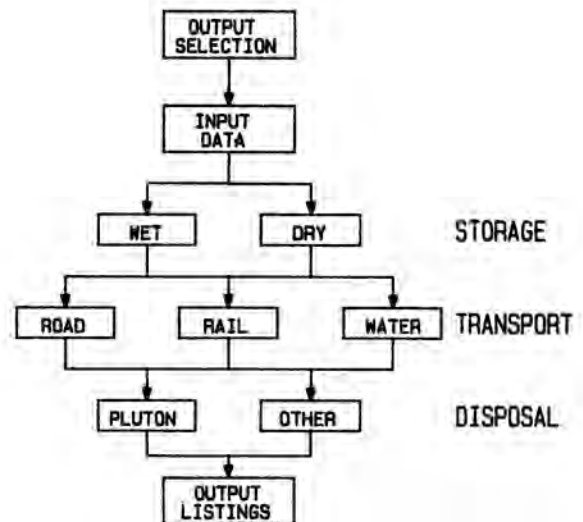 OUTPUT
SELECTION
INPUT
DATA
WET
DRY
STORAGE
ROAD
RAIL
WATER
TRANSPORT
PLUTON
OTHER
DISPOSAL
OUTPUT
LISTINGS